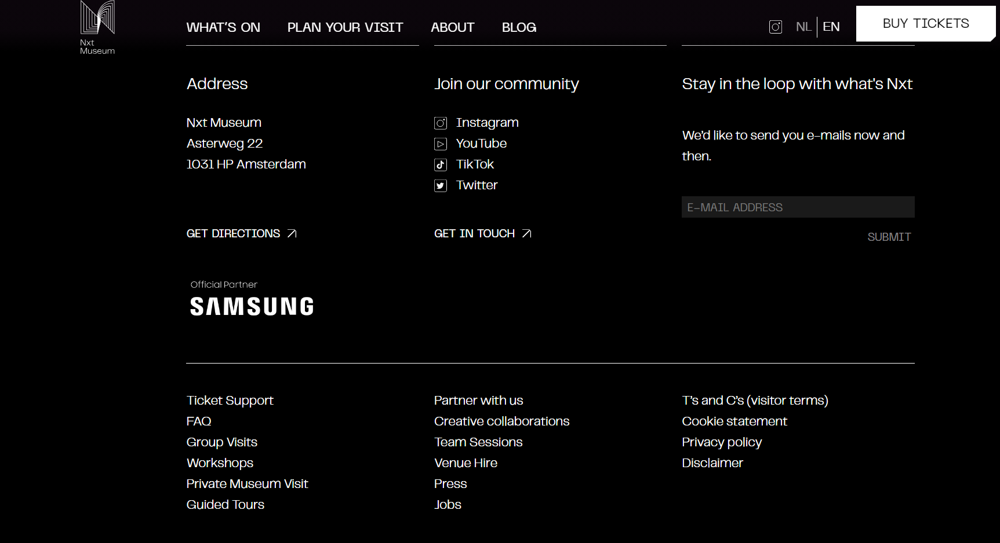 Nxt
Museum
WHAT'S ON
PLAN YOUR VISIT
ABOUT
BLOG
NL
EN
BUY TICKETS
Address
Nxt Museum
Asterweg 22
1031 HP Amsterdam
GET DIRECTIONS
Official Partner
SAMSUNG
Join our community
Instagram
YouTube
TikTok
Twitter
GET IN TOUCH
Stay in the loop with what's Nxt
We’d like to send you e-mails now and
then.
E-MAIL ADDRESS
SUBMIT
Ticket Support
FAQ
Group Visits
Workshops
Private Museum Visit
Guided Tours
Partner with us
Creative collaborations
Team Sessions
Venue Hire
Press
Jobs
T’s and C’s (visitor terms)
Cookie statement
Privacy policy
Disclaimer